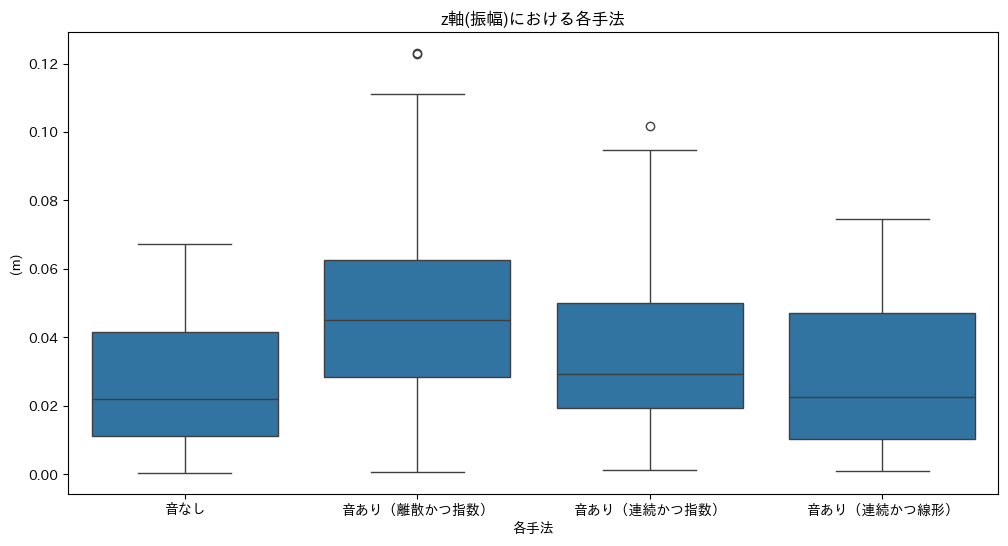 z軸(振幅)における各手法
0.12
0.10
0.08
0.06
0.04
0.02
0.00
(m)
音なし
音あり（離散かつ指数）
音あり（連続かつ指数）
音あり（連続かつ線形）
各手法